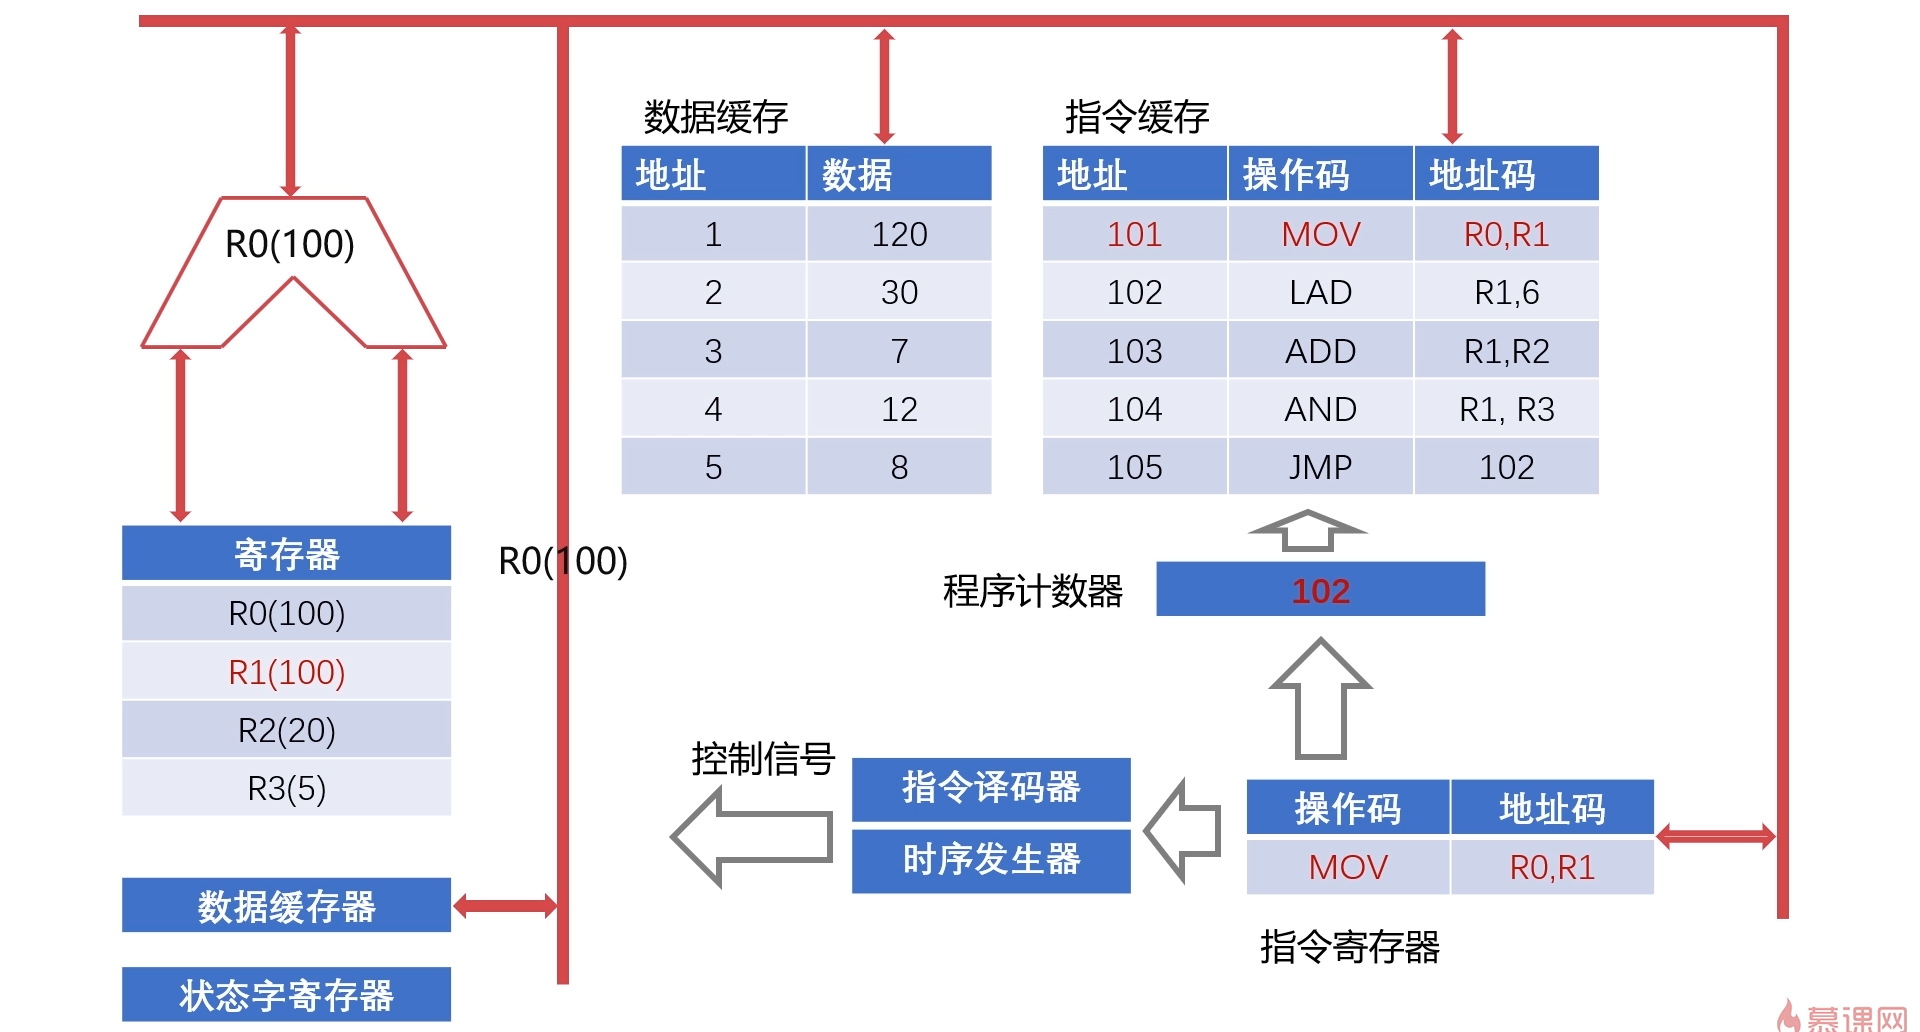 数据缓存
指令缓存
地址 数据
地址 操作码 地址码
R0(100)
1 120
101 MOV R0,R1
2 30
102 LAD R1,6
3 7
103 ADD R1,R2
4 12
104 AND R1, R3
5 8
105 JMP 102
寄存器
R0(100)
R0(100)
R1(100)
R2(20)
R3(5)
程序计数器
102
控制信号
指令译码器
时序发生器
操作码 地址码
MOV R0,R1
指令寄存器
数据缓存器
状态字寄存器
慕课网